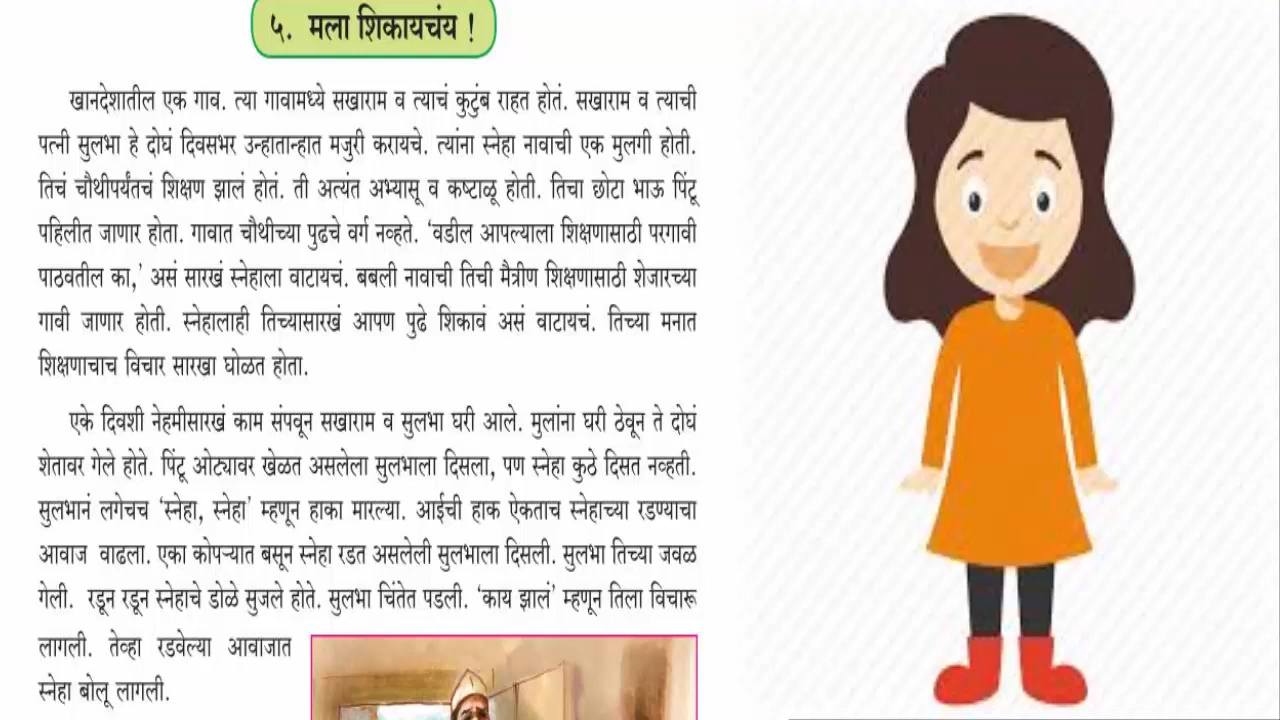 ५. मला शिकायचंय !
खानदेशातील एक गाव. त्या गावामध्ये सखाराम व त्याचं कुटुंब राहत होतं. सखाराम व त्याची
पत्नी सुलभा हे दोघं दिवसभर उन्हातान्हात मजुरी करायचे. त्यांना स्नेहा नावाची एक मुलगी होती.
तिचं चौथीपर्यंतचं शिक्षण झालं होतं. ती अत्यंत अभ्यासू व कष्टाळू होती. तिचा छोटा भाऊ पिंटू
पहिलीत जाणार होता. गावात चौथीच्या पुढचे वर्ग नव्हते. ‘वडील आपल्याला शिक्षणासाठी परगावी
पाठवतील का,’ असं सारखं स्नेहाला वाटायचं. बबली नावाची तिची मैत्रीण शिक्षणासाठी शेजारच्या
गावी जाणार होती. स्नेहालाही तिच्यासारखं आपण पुढे शिकावं असं वाटायचं. तिच्या मनात
शिक्षणाचाच विचार सारखा घोळत होता.
एके दिवशी नेहमीसारखं काम संपवून सखाराम व सुलभा घरी आले. मुलांना घरी ठेवून ते दोघं
शेतावर गेले होते. पिंटू ओट्यावर खेळत असलेला सुलभाला दिसला, पण स्नेहा कुठे दिसत नव्हती.
सुलभानं लगेचच ‘स्नेहा, स्नेहा’ म्हणून हाका मारल्या. आईची हाक ऐकताच स्नेहाच्या रडण्याचा
आवाज वाढला. एका कोपऱ्यात बसून स्नेहा रडत असलेली सुलभाला दिसली. सुलभा तिच्या जवळ
गेली. रडून रडून स्नेहाचे डोळे सुजले होते. सुलभा चिंतेत पडली. ‘काय झालं’ म्हणून तिला विचारू
लागली. तेव्हा रडवेल्या आवाजात
स्नेहा बोलू लागली.